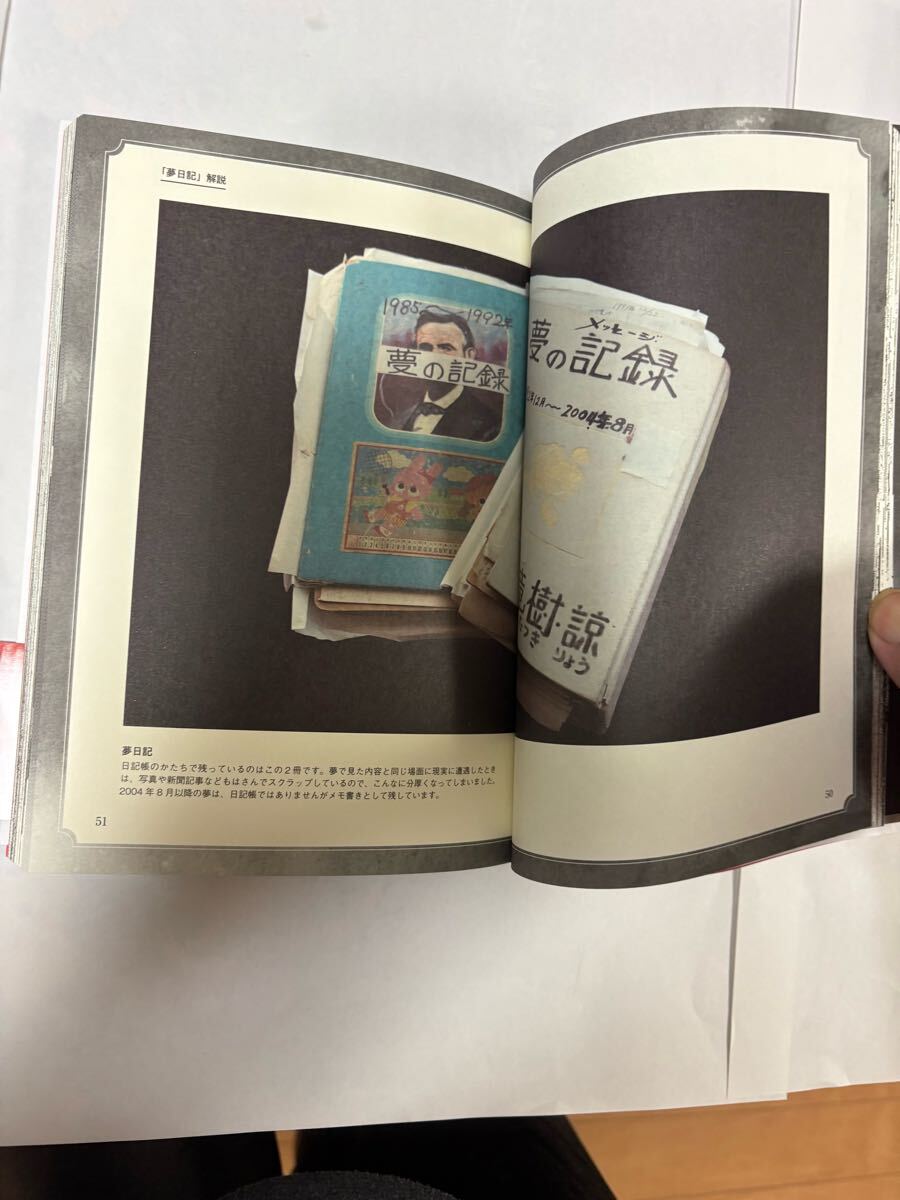 「夢日記」解説
1985〜1992年
夢の記録
メッセージ
夢の記録
年12月〜2004年8月
樹諒
つき りょう
夢日記
日記帳のかたちで残っているのはこの２冊です。夢で見た内容と同じ場面に現実に遭遇したとき
は、写真や新聞記事などもはさんでスクラップしているので、こんなに分厚くなってしまいました。
2004年８月以降の夢は、日記帳ではありませんがメモ書きとして残しています。
51
50